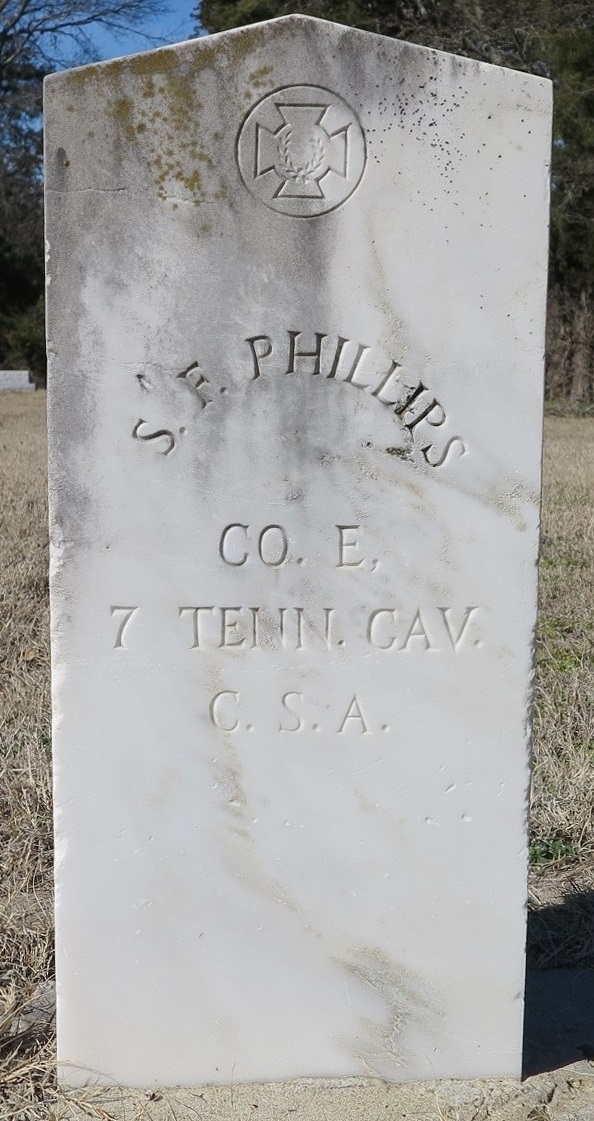 S. F. PHILLIPS
CO. E,
7 TENN. CAV.
C. S. A.